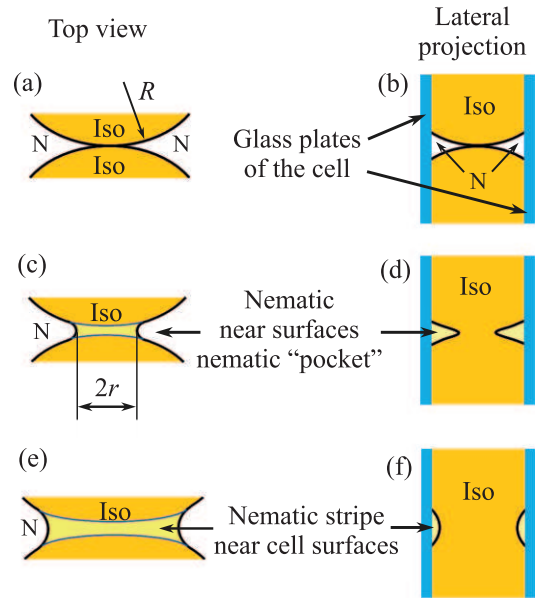 Top view
Lateral
projection
(a)
(b)
R
Iso
N
N
Iso
Iso
Glass plates
of the cell
N
(c)
(d)
Iso
N
Nematic
near surfaces
nematic “pocket”
Iso
2r
(e)
(f)
Iso
N
Nematic stripe
near cell surfaces
Iso